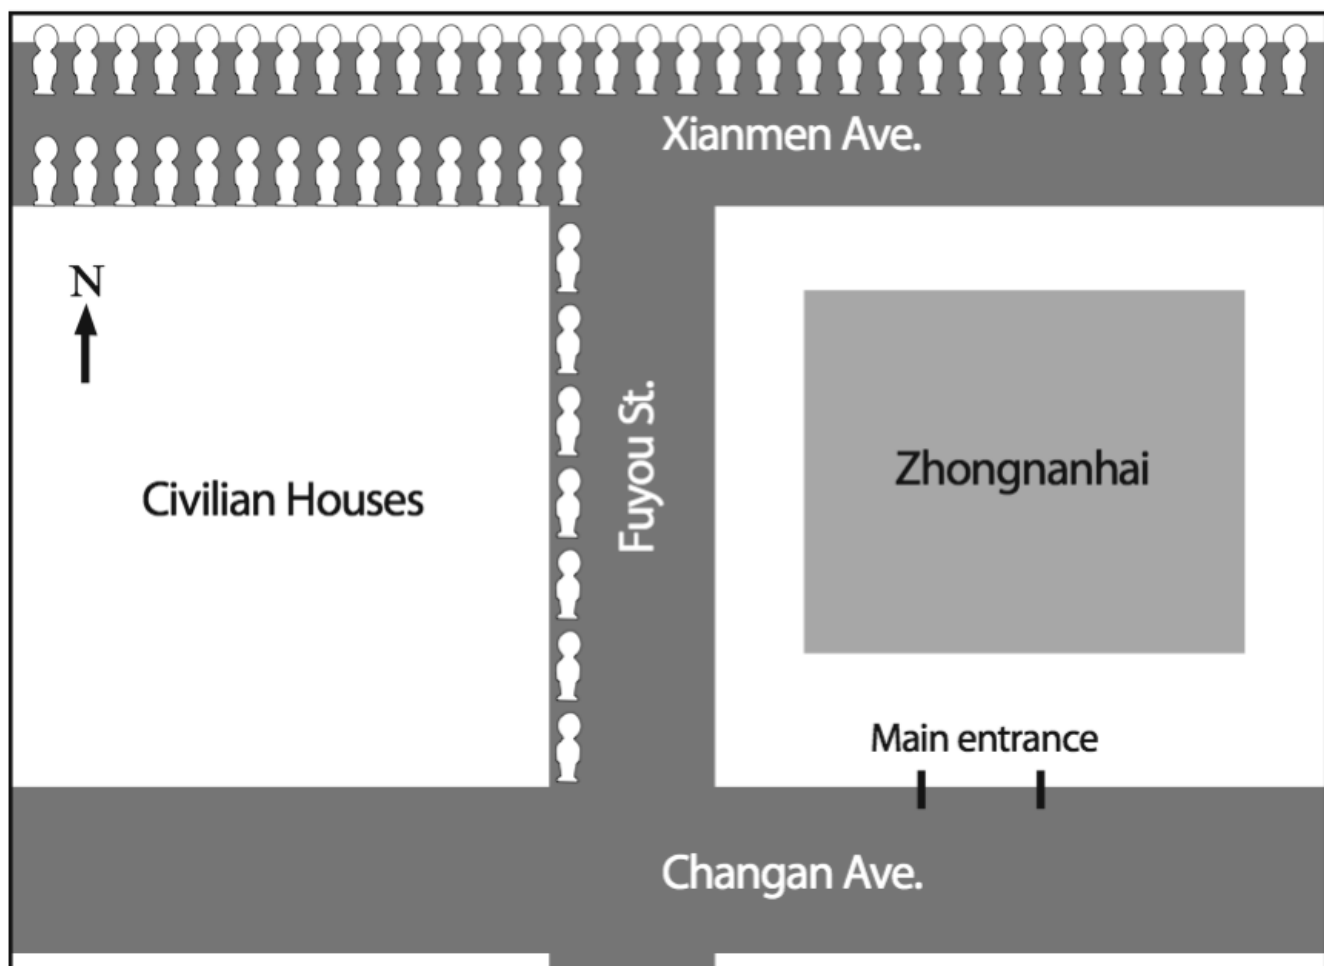 Xianmen Ave.
N
Fuyou St.
Civilian Houses
Zhongnanhai
Main entrance
Changan Ave.